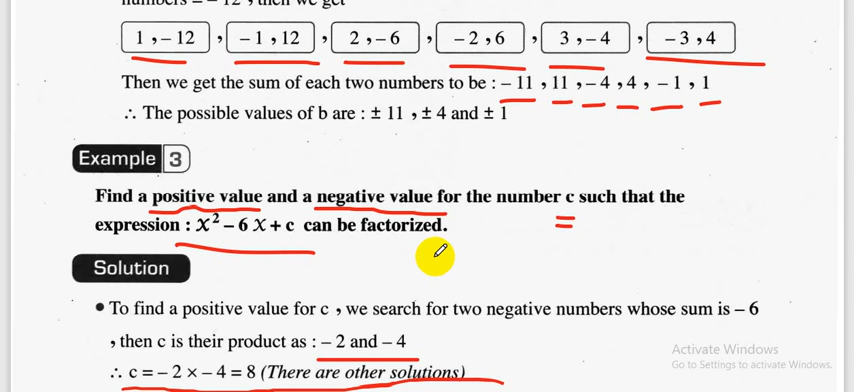 numbers = – 12 , then we get
1 , – 12 , – 1 , 12 , 2 , – 6 , – 2 , 6 , 3 , – 4 , – 3 , 4
Then we get the sum of each two numbers to be : – 11 , 11 , – 4 , 4 , – 1 , 1
∴ The possible values of b are : ± 11 , ± 4 and ± 1
Example 3
Find a positive value and a negative value for the number c such that the
expression : x² – 6 x + c can be factorized.
Solution
• To find a positive value for c , we search for two negative numbers whose sum is – 6
, then c is their product as : – 2 and – 4
∴ c = – 2 × – 4 = 8 (There are other solutions)
Activate Windows
Go to Settings to activate Windows.